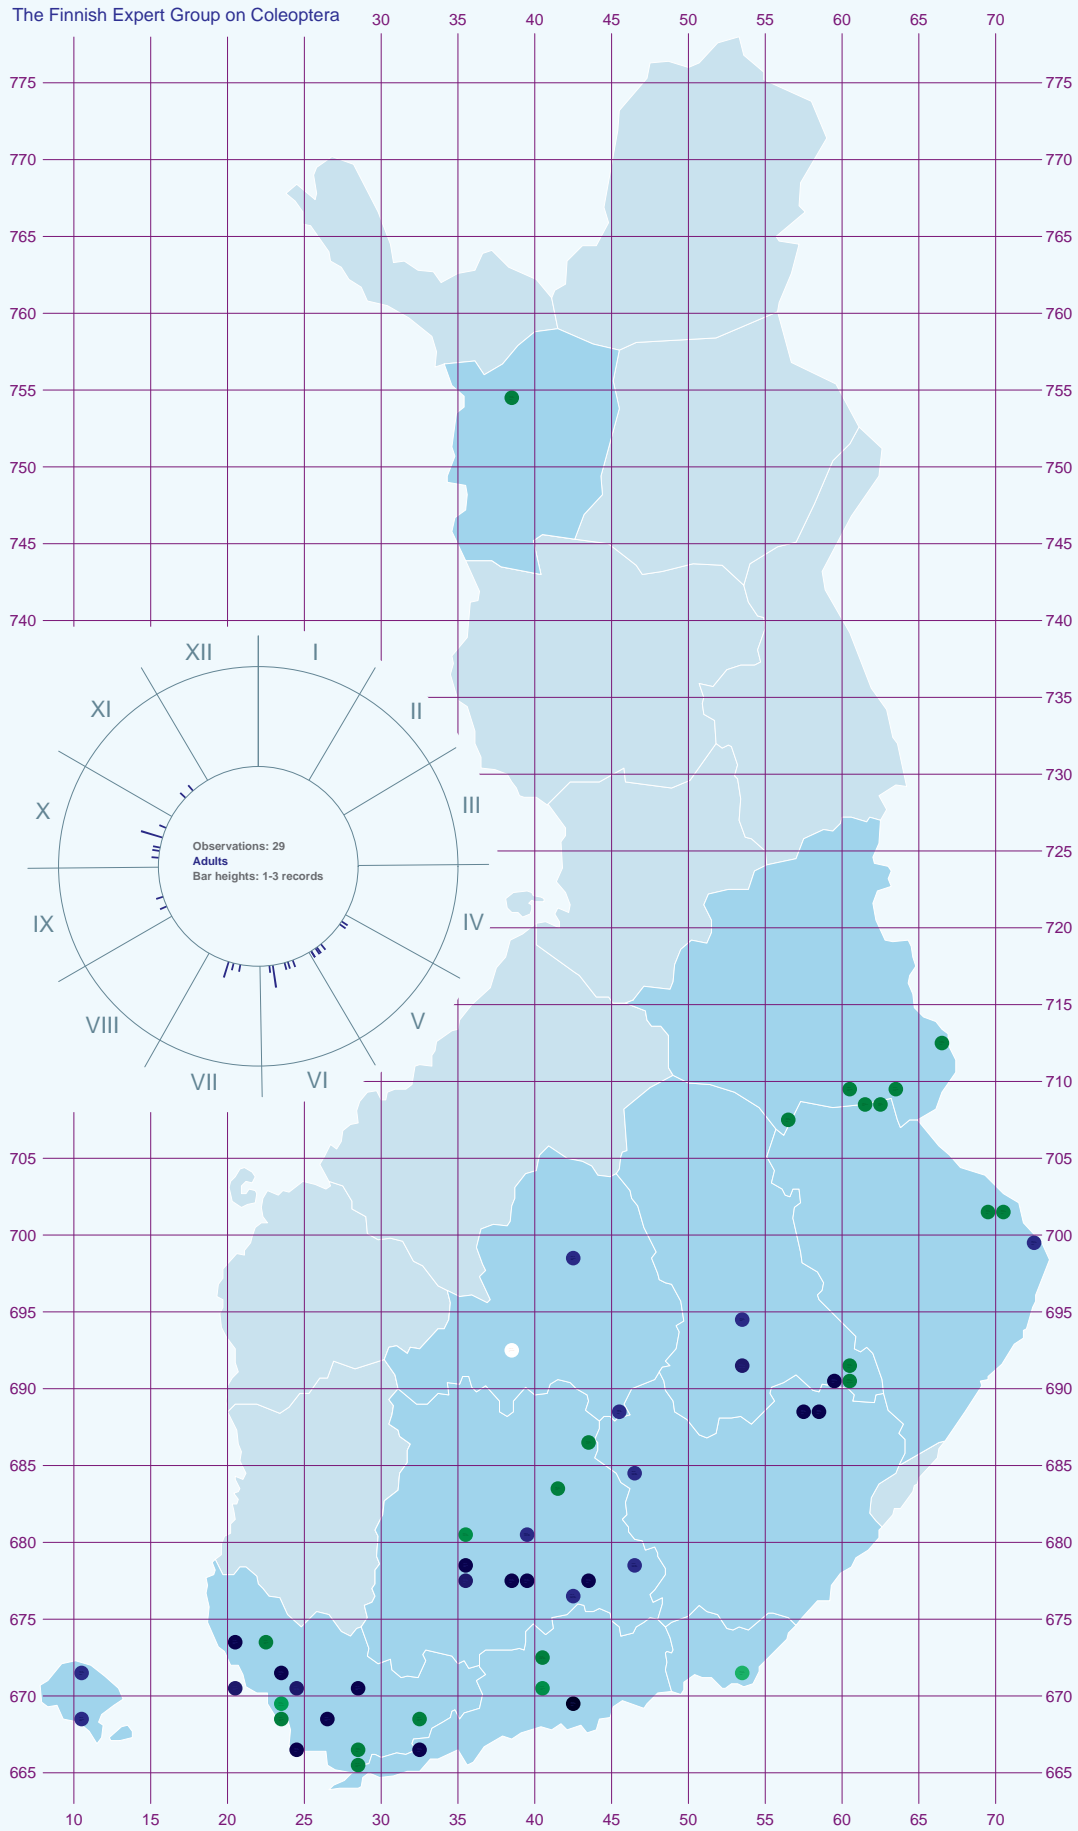 The Finnish Expert Group on Coleoptera
30 35 40 45 50 55 60 65 70
775 775
770 770
765 765
760 760
755 755
750 750
745 745
740 740
XII I
735
XI II
730
X III
Observations: 29
Adults
Bar heights: 1-3 records
725
IX IV 720
715
VIII V
VII VI 710
705 705
700 700
695 695
690 690
685 685
680 680
675 675
670 670
665 665
10 15 20 25 30 35 40 45 50 55 60 65 70